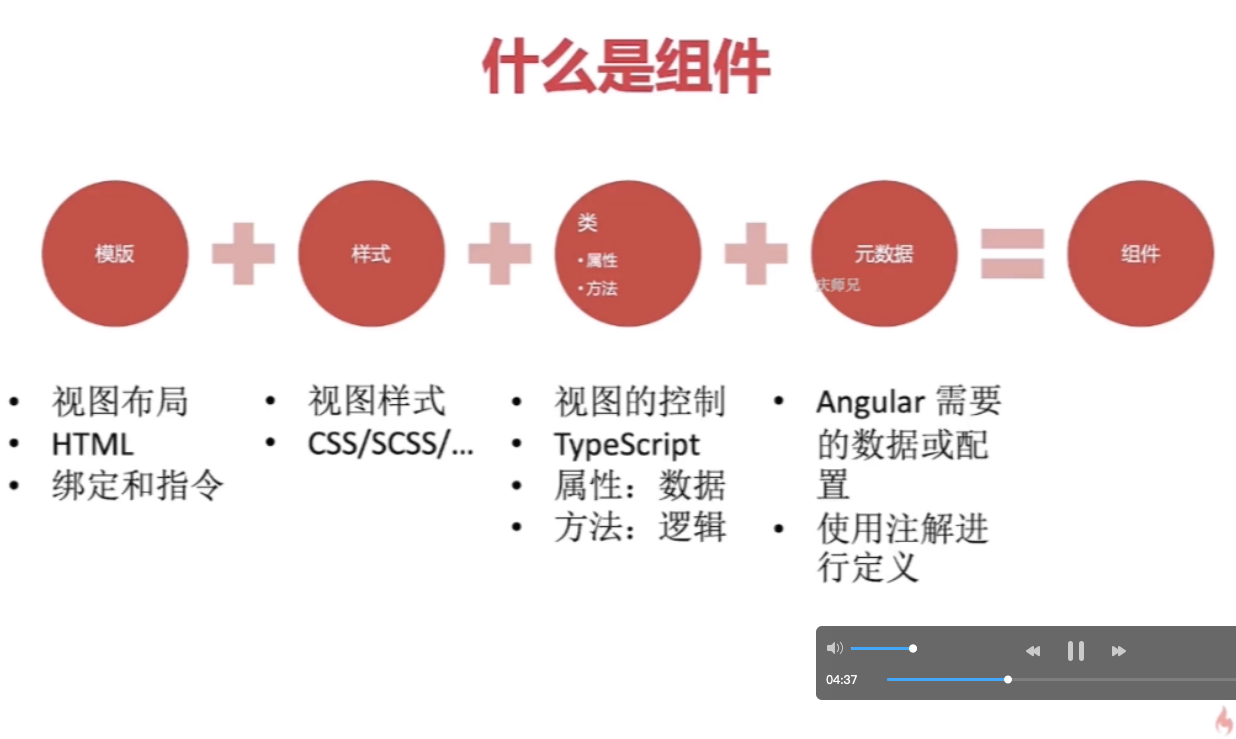 什么是组件
模版
样式
类
• 属性
• 方法
元数据
庆师兄
组件
• 视图布局
• HTML
• 绑定和指令
• 视图样式
• CSS/SCSS/...
• 视图的控制
• TypeScript
• 属性：数据
• 方法：逻辑
• Angular 需要
的数据或配
置
• 使用注解进
行定义
04:37